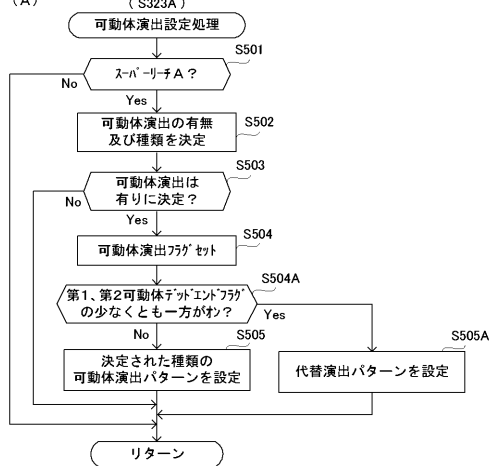 (A)
(S323A)
可動体演出設定処理
S501
スーパーリーチA?
No
Yes
S502
可動体演出の有無
及び種類を決定
S503
可動体演出は
有りに決定?
No
Yes
S504
可動体演出フラグセット
S504A
第1、第2可動体デッドエンドフラグ
の少なくとも一方がオン?
Yes
No
S505
決定された種類の
可動体演出パターンを設定
S505A
代替演出パターンを設定
リターン